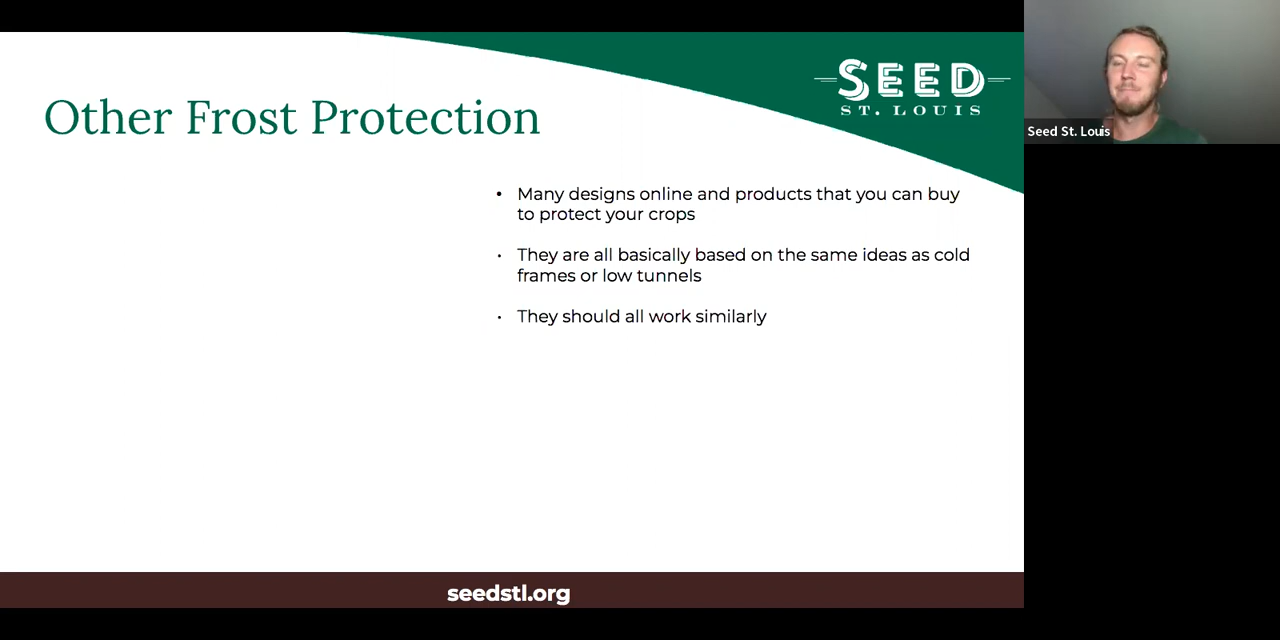 SEED
ST. LOUIS
Other Frost Protection
Seed St. Louis
• Many designs online and products that you can buy
to protect your crops
• They are all basically based on the same ideas as cold
frames or low tunnels
• They should all work similarly
seedstl.org